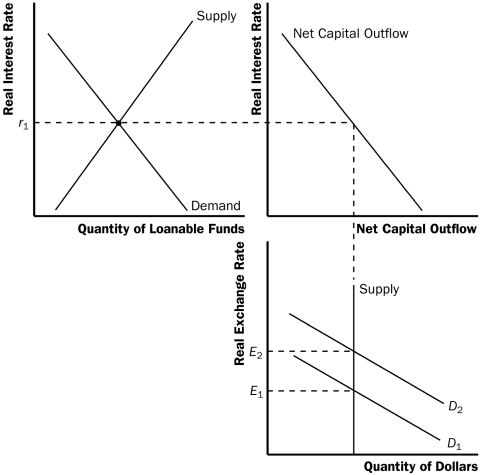 Real Interest Rate
Supply
r1
Demand
Quantity of Loanable Funds
Real Interest Rate
Net Capital Outflow
Net Capital Outflow
Real Exchange Rate
Supply
E2
E1
D2
D1
Quantity of Dollars